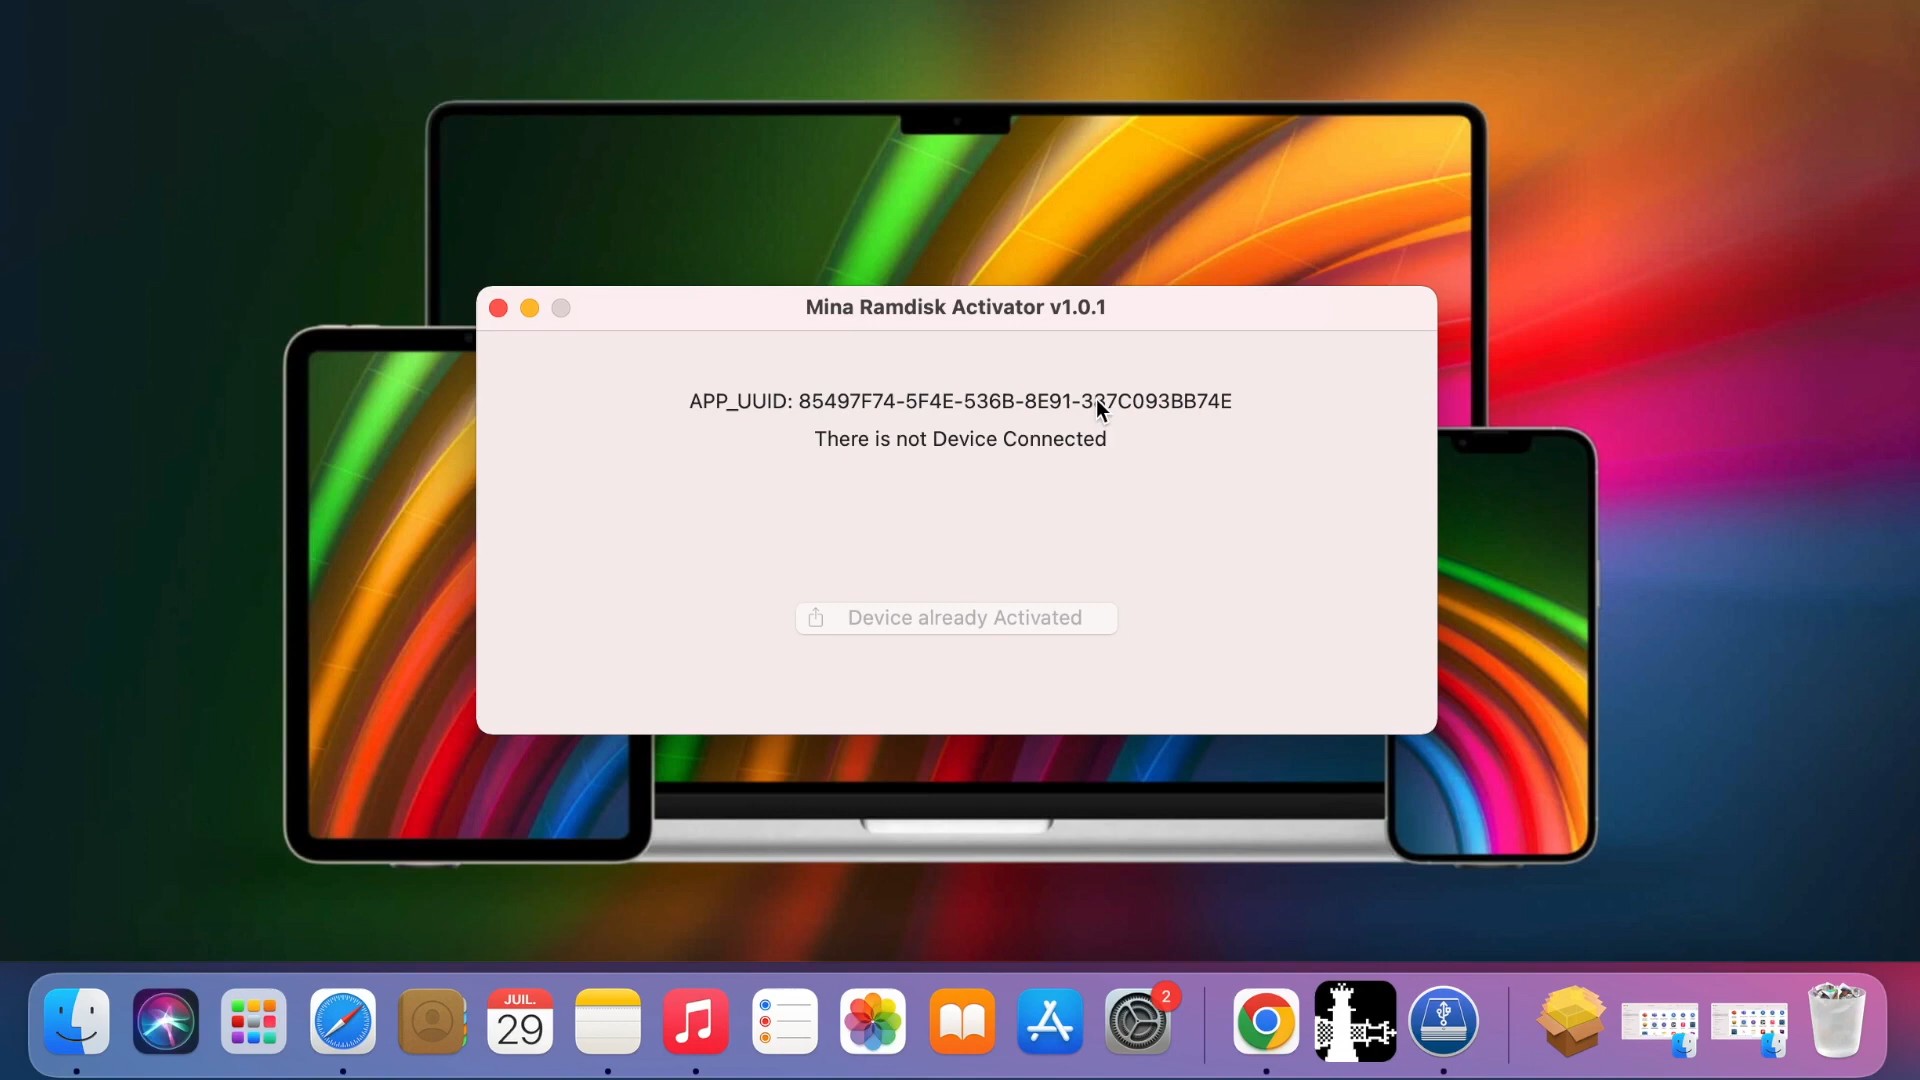 Mina Ramdisk Activator v1.0.1
APP_UUID: 85497F74-5F4E-536B-8E91-337C093BB74E
There is not Device Connected
Device already Activated
JUIL.
29
2